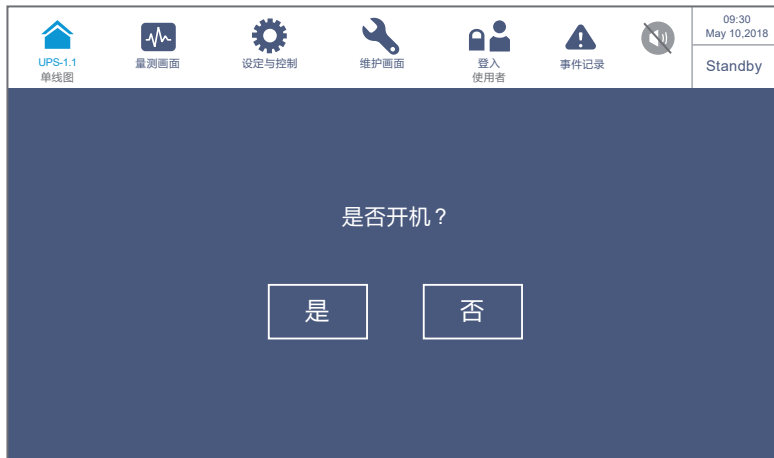 UPS-1.1
单线图
量测画面
设定与控制
维护画面
登入
使用者
事件记录
09:30
May 10,2018
Standby
是否开机?
是
否